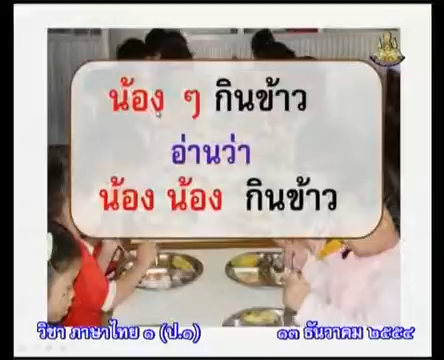 น้อง ๆ กินข้าว
อ่านว่า
น้อง น้อง กินข้าว
วิชา ภาษาไทย ๑ (ป.๑)
๑๓ ธันวาคม ๒๕๕๔